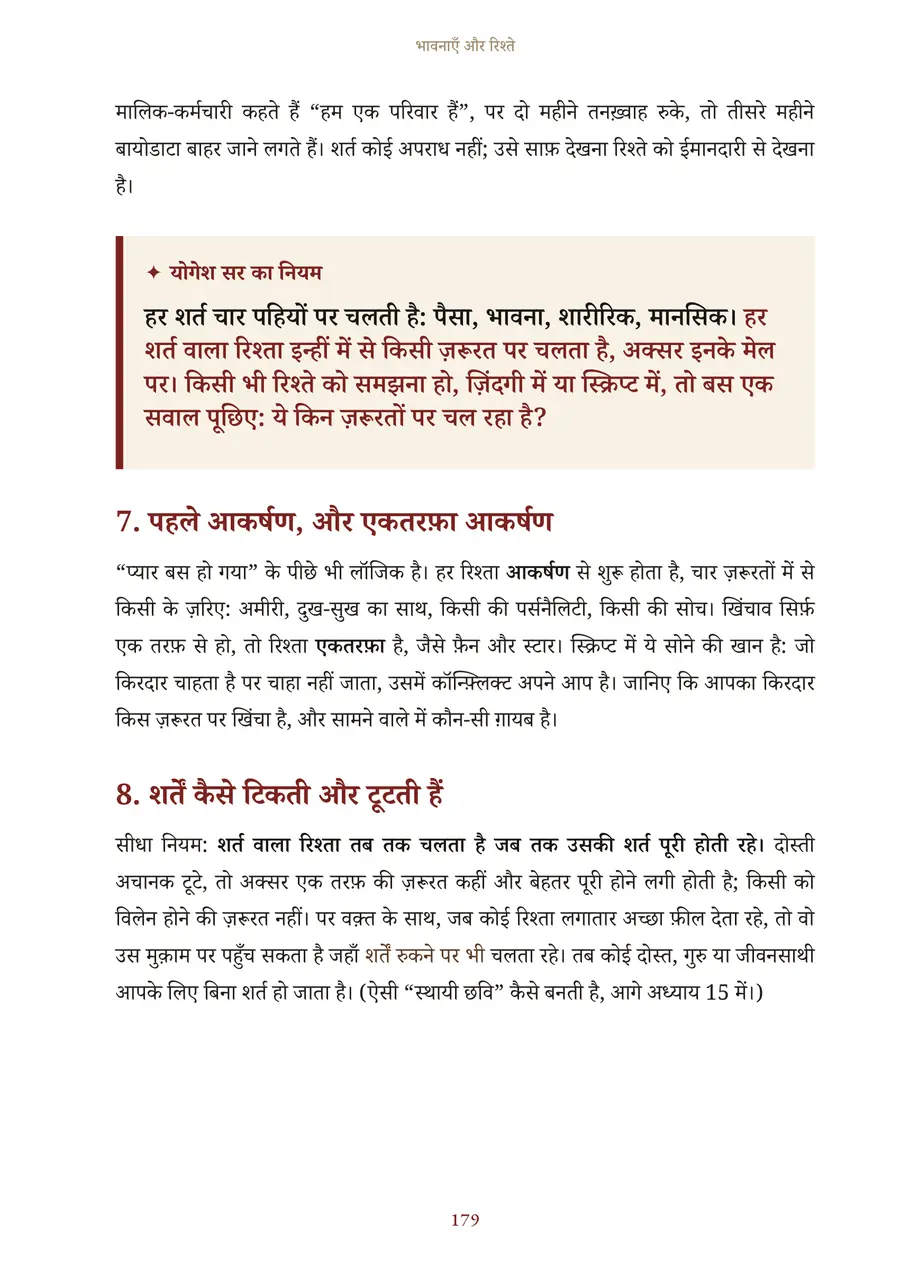 भावनाएँ और रिश्ते
मालिक-कर्मचारी कहते हैं “हम एक परिवार हैं”, पर दो महीने तनख़्वाह रुके, तो तीसरे महीने
बायोडाटा बाहर जाने लगते हैं। शर्त कोई अपराध नहीं; उसे साफ़ देखना रिश्ते को ईमानदारी से देखना
है।
✦ योगेश सर का नियम
हर शर्त चार पहियों पर चलती है: पैसा, भावना, शारीरिक, मानसिक। हर
शर्त वाला रिश्ता इन्हीं में से किसी ज़रूरत पर चलता है, अक्सर इनके मेल
पर। किसी भी रिश्ते को समझना हो, ज़िंदगी में या स्क्रिप्ट में, तो बस एक
सवाल पूछिए: ये किन ज़रूरतों पर चल रहा है?
7. पहले आकर्षण, और एकतरफ़ा आकर्षण
“प्यार बस हो गया” के पीछे भी लॉजिक है। हर रिश्ता आकर्षण से शुरू होता है, चार ज़रूरतों में से
किसी के ज़रिए: अमीरी, दुख-सुख का साथ, किसी की पर्सनैलिटी, किसी की सोच। खिंचाव सिर्फ़
एक तरफ़ से हो, तो रिश्ता एकतरफ़ा है, जैसे फ़ैन और स्टार। स्क्रिप्ट में ये सोने की खान है: जो
किरदार चाहता है पर चाहा नहीं जाता, उसमें कॉन्फ़्लिक्ट अपने आप है। जानिए कि आपका किरदार
किस ज़रूरत पर खिंचा है, और सामने वाले में कौन-सी ग़ायब है।
8. शर्तें कैसे टिकती और टूटती हैं
सीधा नियम: शर्त वाला रिश्ता तब तक चलता है जब तक उसकी शर्त पूरी होती रहे। दोस्ती
अचानक टूटे, तो अक्सर एक तरफ़ की ज़रूरत कहीं और बेहतर पूरी होने लगी होती है; किसी को
विलेन होने की ज़रूरत नहीं। पर वक़्त के साथ, जब कोई रिश्ता लगातार अच्छा फ़ील देता रहे, तो वो
उस मुक़ाम पर पहुँच सकता है जहाँ शर्तें रुकने पर भी चलता रहे। तब कोई दोस्त, गुरु या जीवनसाथी
आपके लिए बिना शर्त हो जाता है। (ऐसी “स्थायी छवि” कैसे बनती है, आगे अध्याय 15 में।)
179